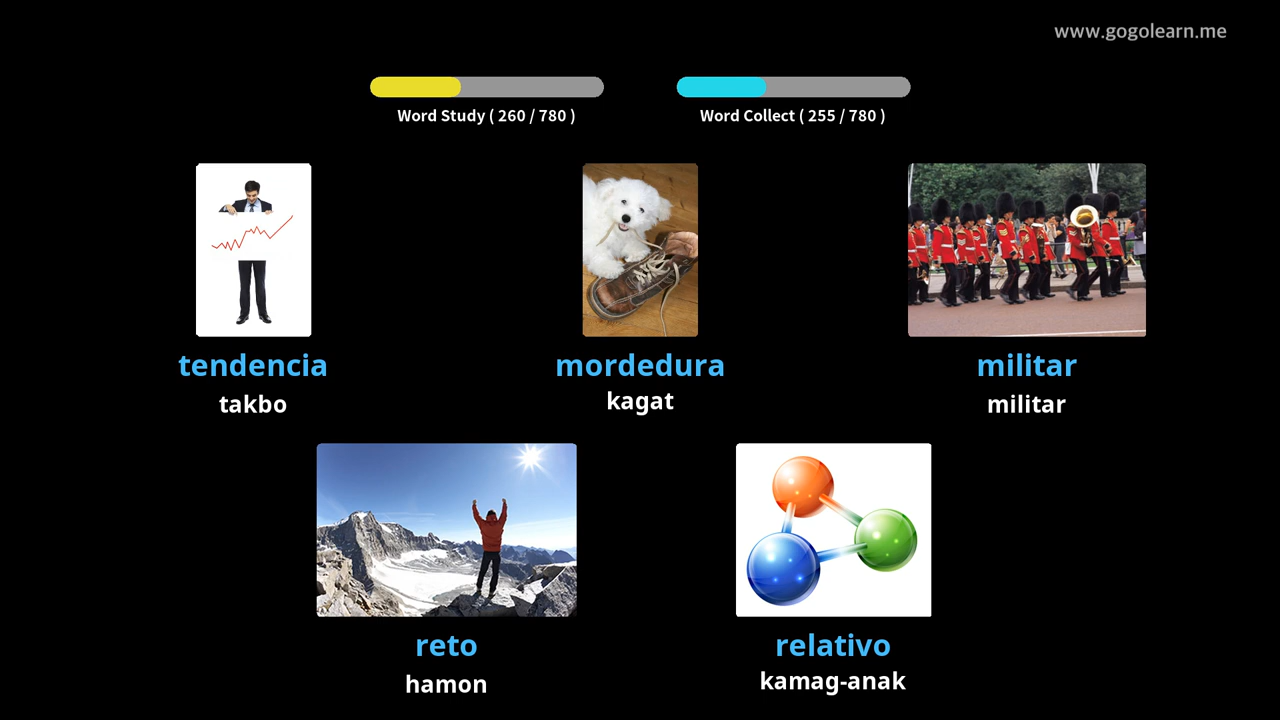 www.gogolearn.me
Word Study ( 260 / 780 )
Word Collect ( 255 / 780 )
tendencia
takbo
mordedura
kagat
militar
militar
reto
hamon
relativo
kamag-anak